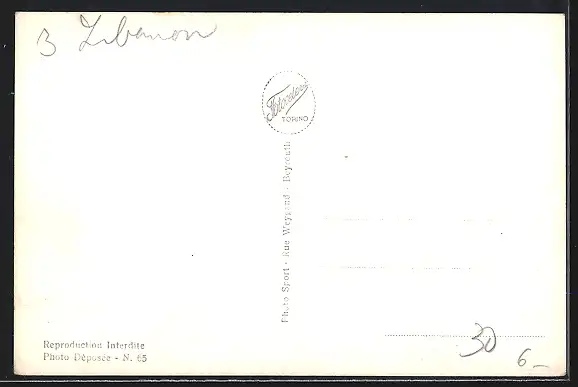 3 Libanon
TORINO
Photo Sport - Rue Weygand - Beyrouth
Reproduction Interdite
Photo Déposée - N. 65
30
6 –